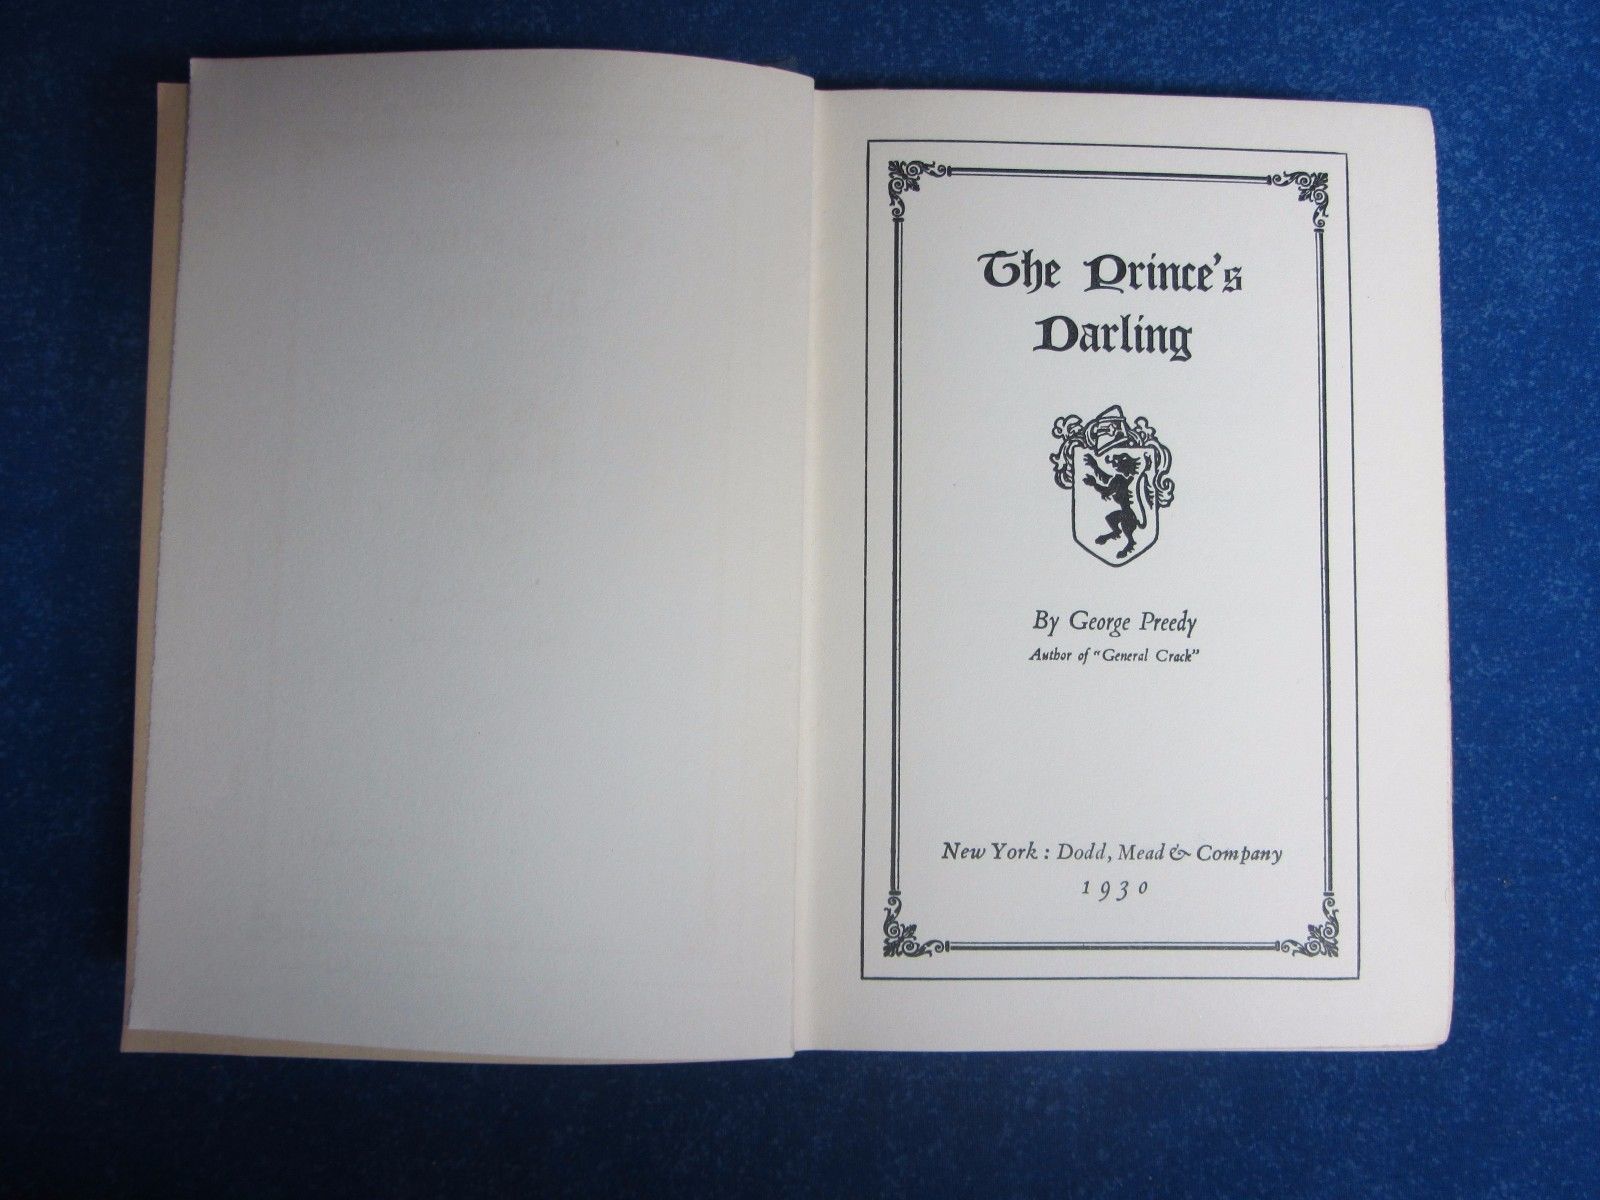 The Prince's
Darling
By George Preedy
Author of "General Crack"
New York : Dodd, Mead & Company
1930